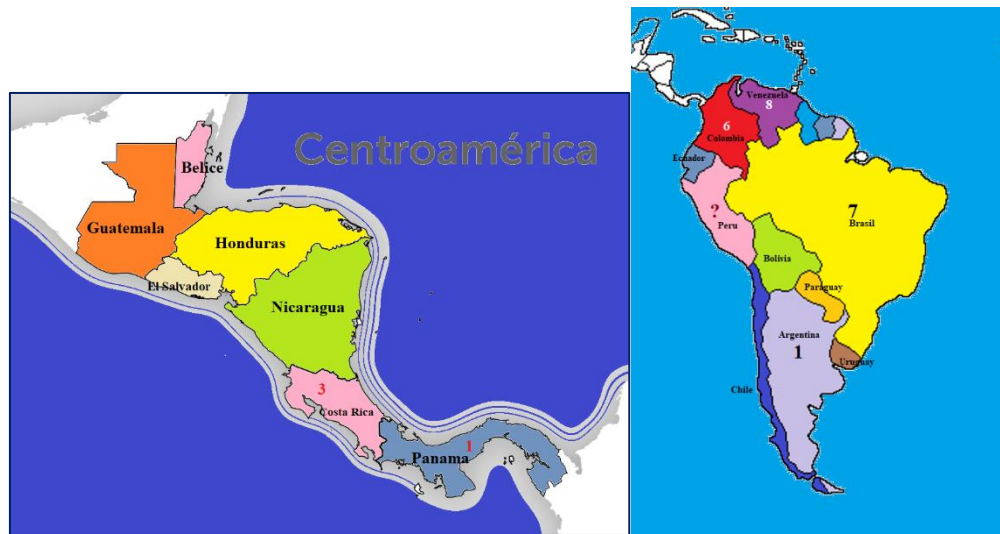 Centroamérica
Belice
Guatemala
Honduras
El Salvador
Nicaragua
3
Costa Rica
1
Panama
Venezuela
8
6
Colombia
Ecuador
?
Peru
7
Brasil
Bolívia
Paraguay
Argentina
1
Uruguay
Chile